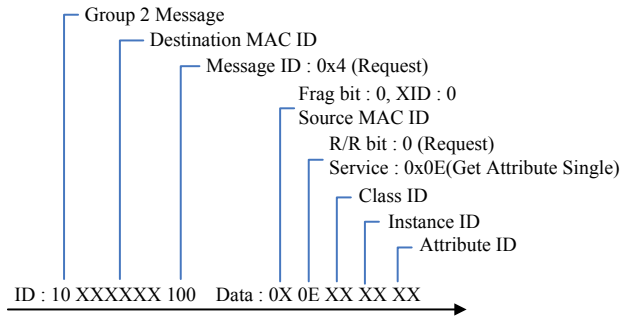 Group 2 Message
Destination MAC ID
Message ID : 0x4 (Request)
Frag bit : 0, XID : 0
Source MAC ID
R/R bit : 0 (Request)
Service : 0x0E(Get Attribute Single)
Class ID
Instance ID
Attribute ID
ID : 10 XXXXXX 100 Data : 0X 0E XX XX XX